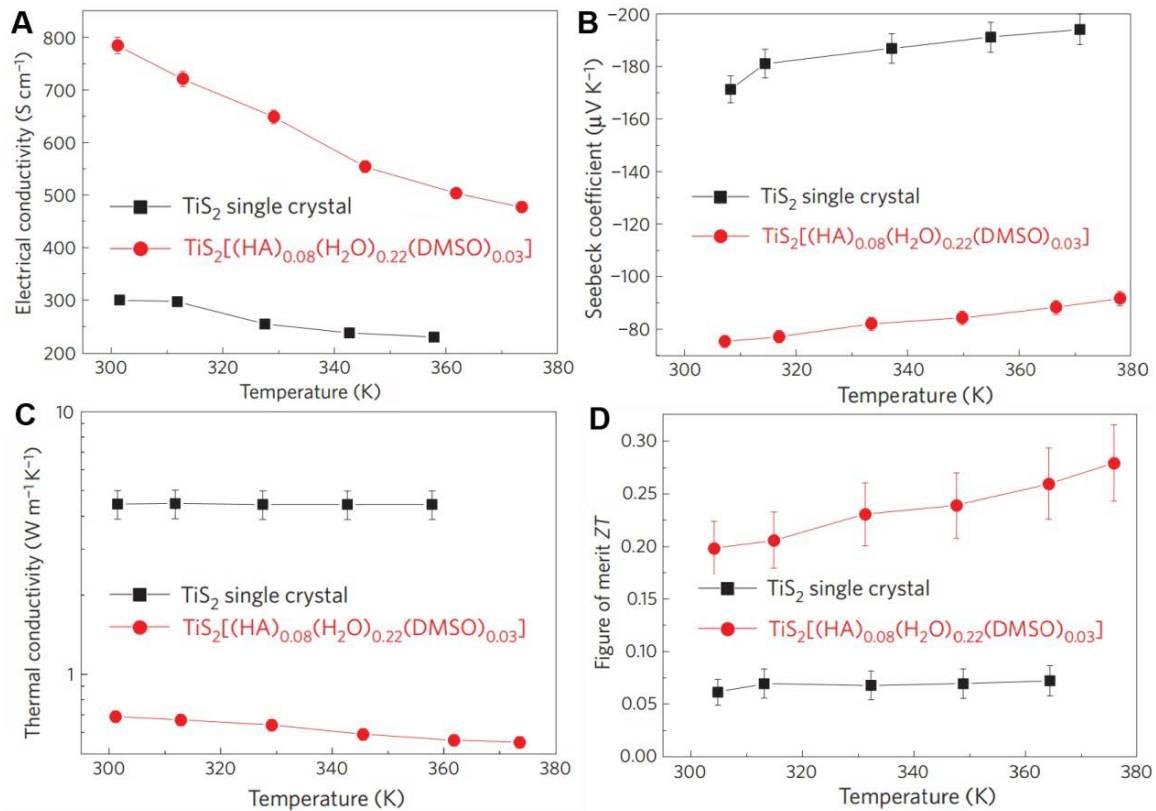 A
Electrical conductivity (S cm⁻¹)
800
700
600
500
400
300
200
TiS₂ single crystal
TiS₂[(HA)₀.₀₈(H₂O)₀.₂₂(DMSO)₀.₀₃]
300
320
340
360
380
Temperature (K)
B
Seebeck coefficient (μV K⁻¹)
−200
−180
−160
−140
−120
−100
−80
TiS₂ single crystal
TiS₂[(HA)₀.₀₈(H₂O)₀.₂₂(DMSO)₀.₀₃]
300
320
340
360
380
Temperature (K)
C
Thermal conductivity (W m⁻¹ K⁻¹)
10
1
TiS₂ single crystal
TiS₂[(HA)₀.₀₈(H₂O)₀.₂₂(DMSO)₀.₀₃]
300
320
340
360
380
Temperature (K)
D
Figure of merit ZT
0.30
0.25
0.20
0.15
0.10
0.05
0.00
TiS₂ single crystal
TiS₂[(HA)₀.₀₈(H₂O)₀.₂₂(DMSO)₀.₀₃]
300
320
340
360
380
Temperature (K)